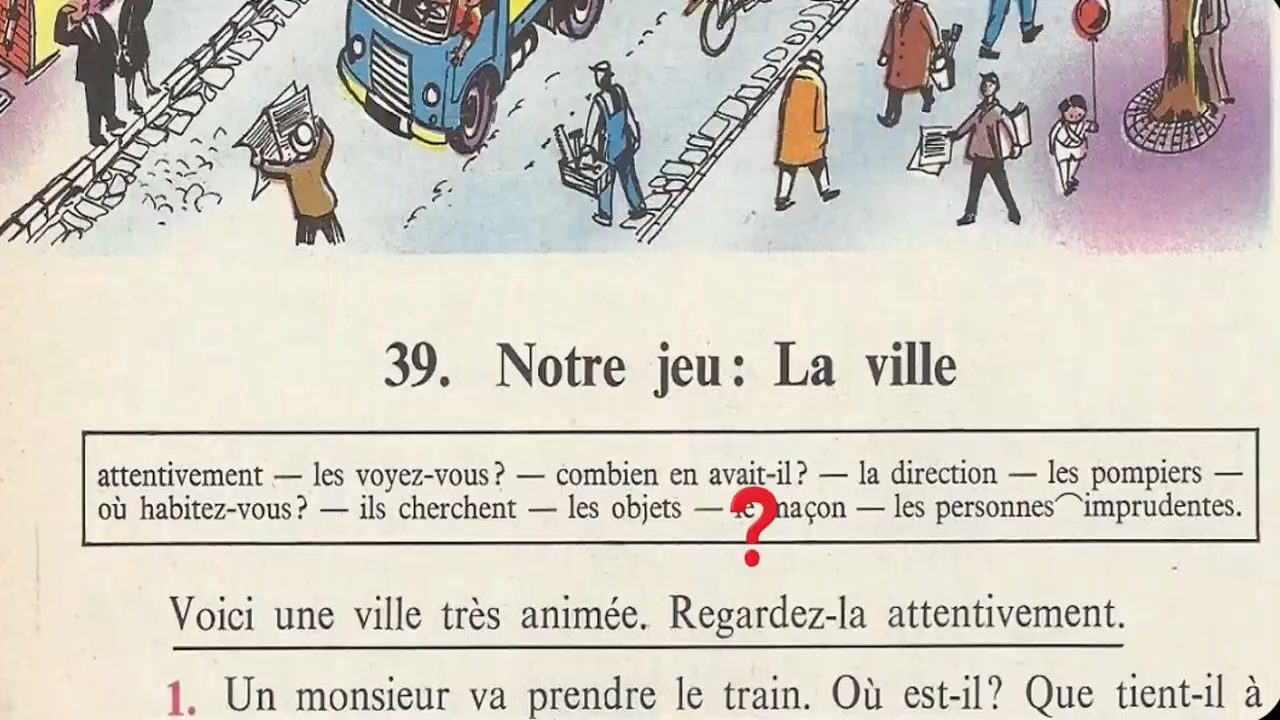 39. Notre jeu : La ville
attentivement — les voyez-vous ? — combien en avait-il ? — la direction — les pompiers —
où habitez-vous ? — ils cherchent — les objets — le maçon — les personnes⁀imprudentes.
Voici une ville très animée. Regardez-la attentivement.
1. Un monsieur va prendre le train. Où est-il ? Que tient-il à